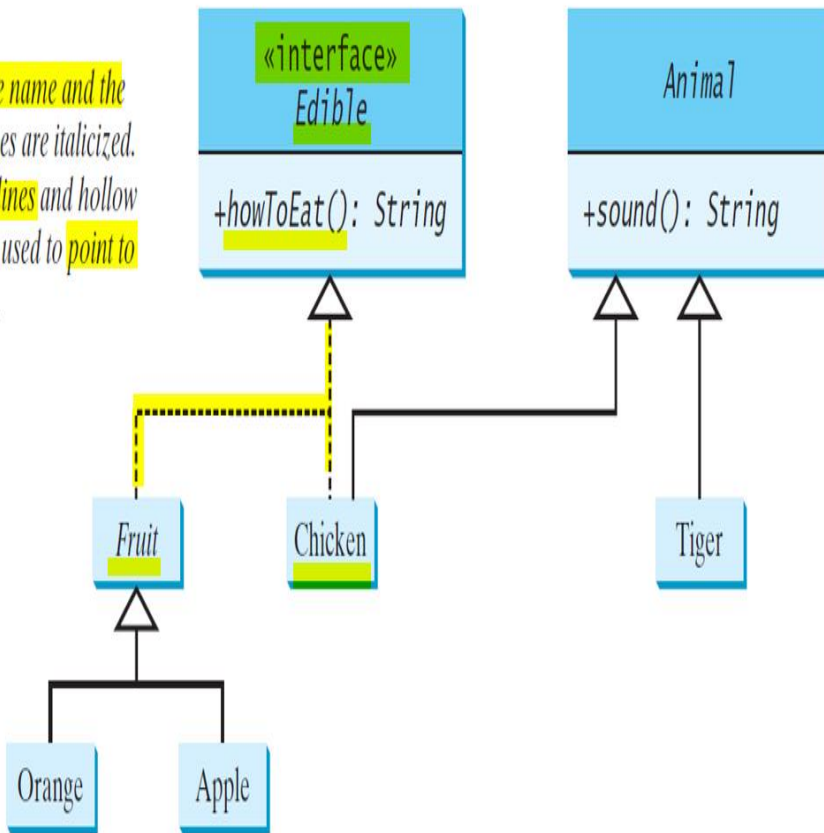 name and the
es are italicized.
lines and hollow
used to point to
«interface»
Edible
+howToEat(): String
Animal
+sound(): String
Fruit
Chicken
Tiger
Orange
Apple